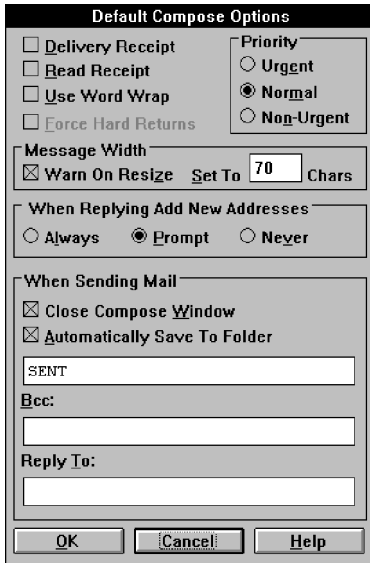 Default Compose Options
Delivery Receipt
Read Receipt
Use Word Wrap
Force Hard Returns
Priority
Urgent
Normal
Non-Urgent
Message Width
Warn On Resize Set To 70 Chars
When Replying Add New Addresses
Always Prompt Never
When Sending Mail
Close Compose Window
Automatically Save To Folder
SENT
Bcc:
Reply To:
OK Cancel Help